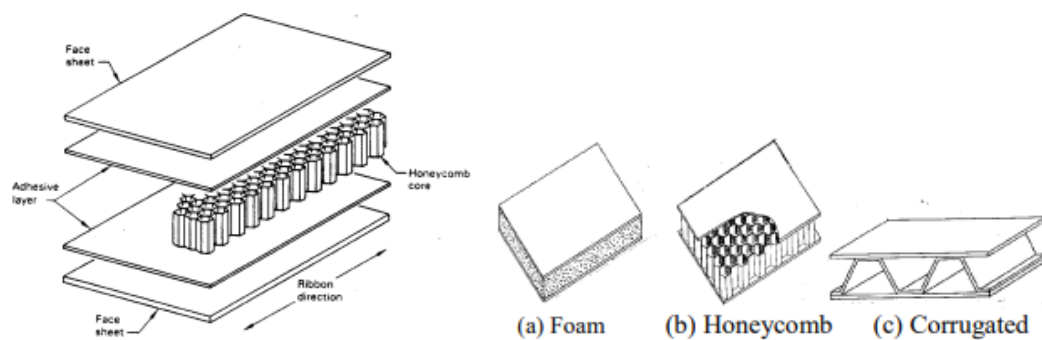 Face
sheet
Adhesive
layer
Honeycomb
core
Ribbon
direction
Face
sheet
(a) Foam
(b) Honeycomb
(c) Corrugated